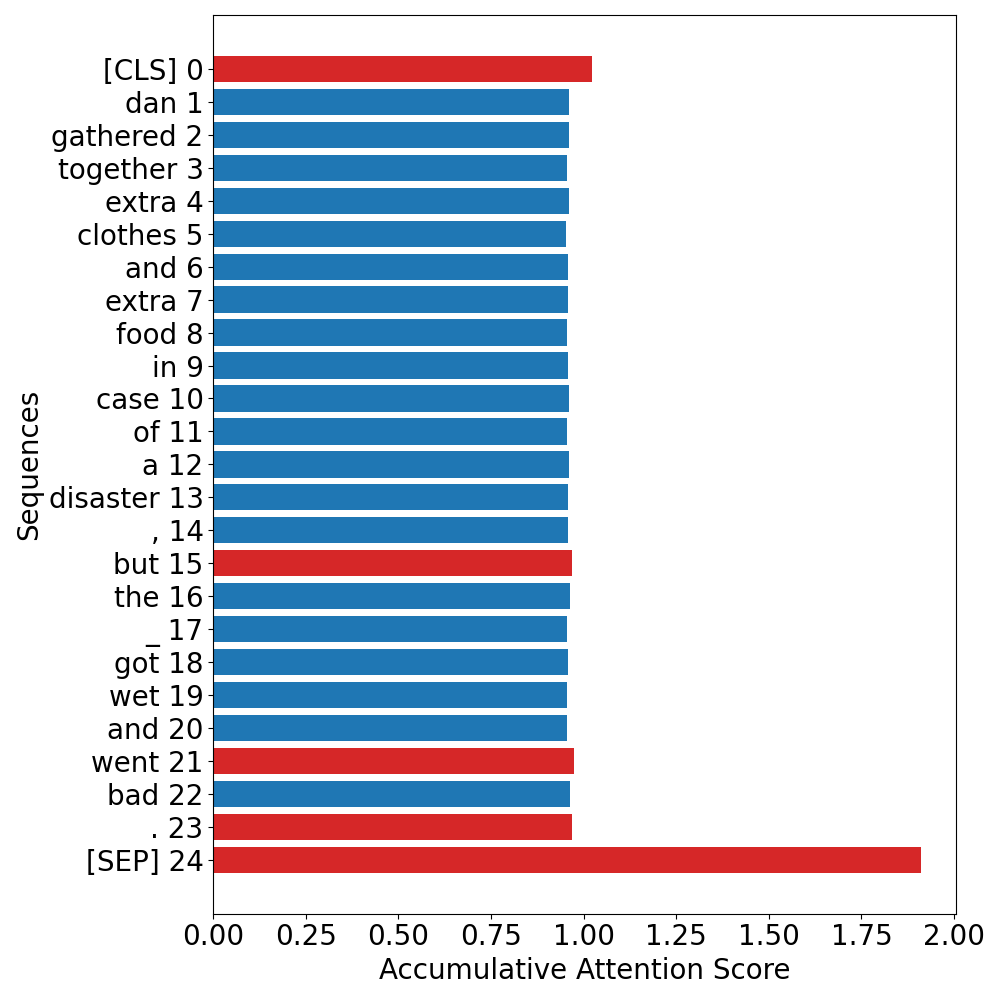 [CLS] 0
dan 1
gathered 2
together 3
extra 4
clothes 5
and 6
extra 7
food 8
in 9
case 10
of 11
a 12
disaster 13
, 14
but 15
the 16
_ 17
got 18
wet 19
and 20
went 21
bad 22
. 23
[SEP] 24
Sequences
0.00 0.25 0.50 0.75 1.00 1.25 1.50 1.75 2.00
Accumulative Attention Score